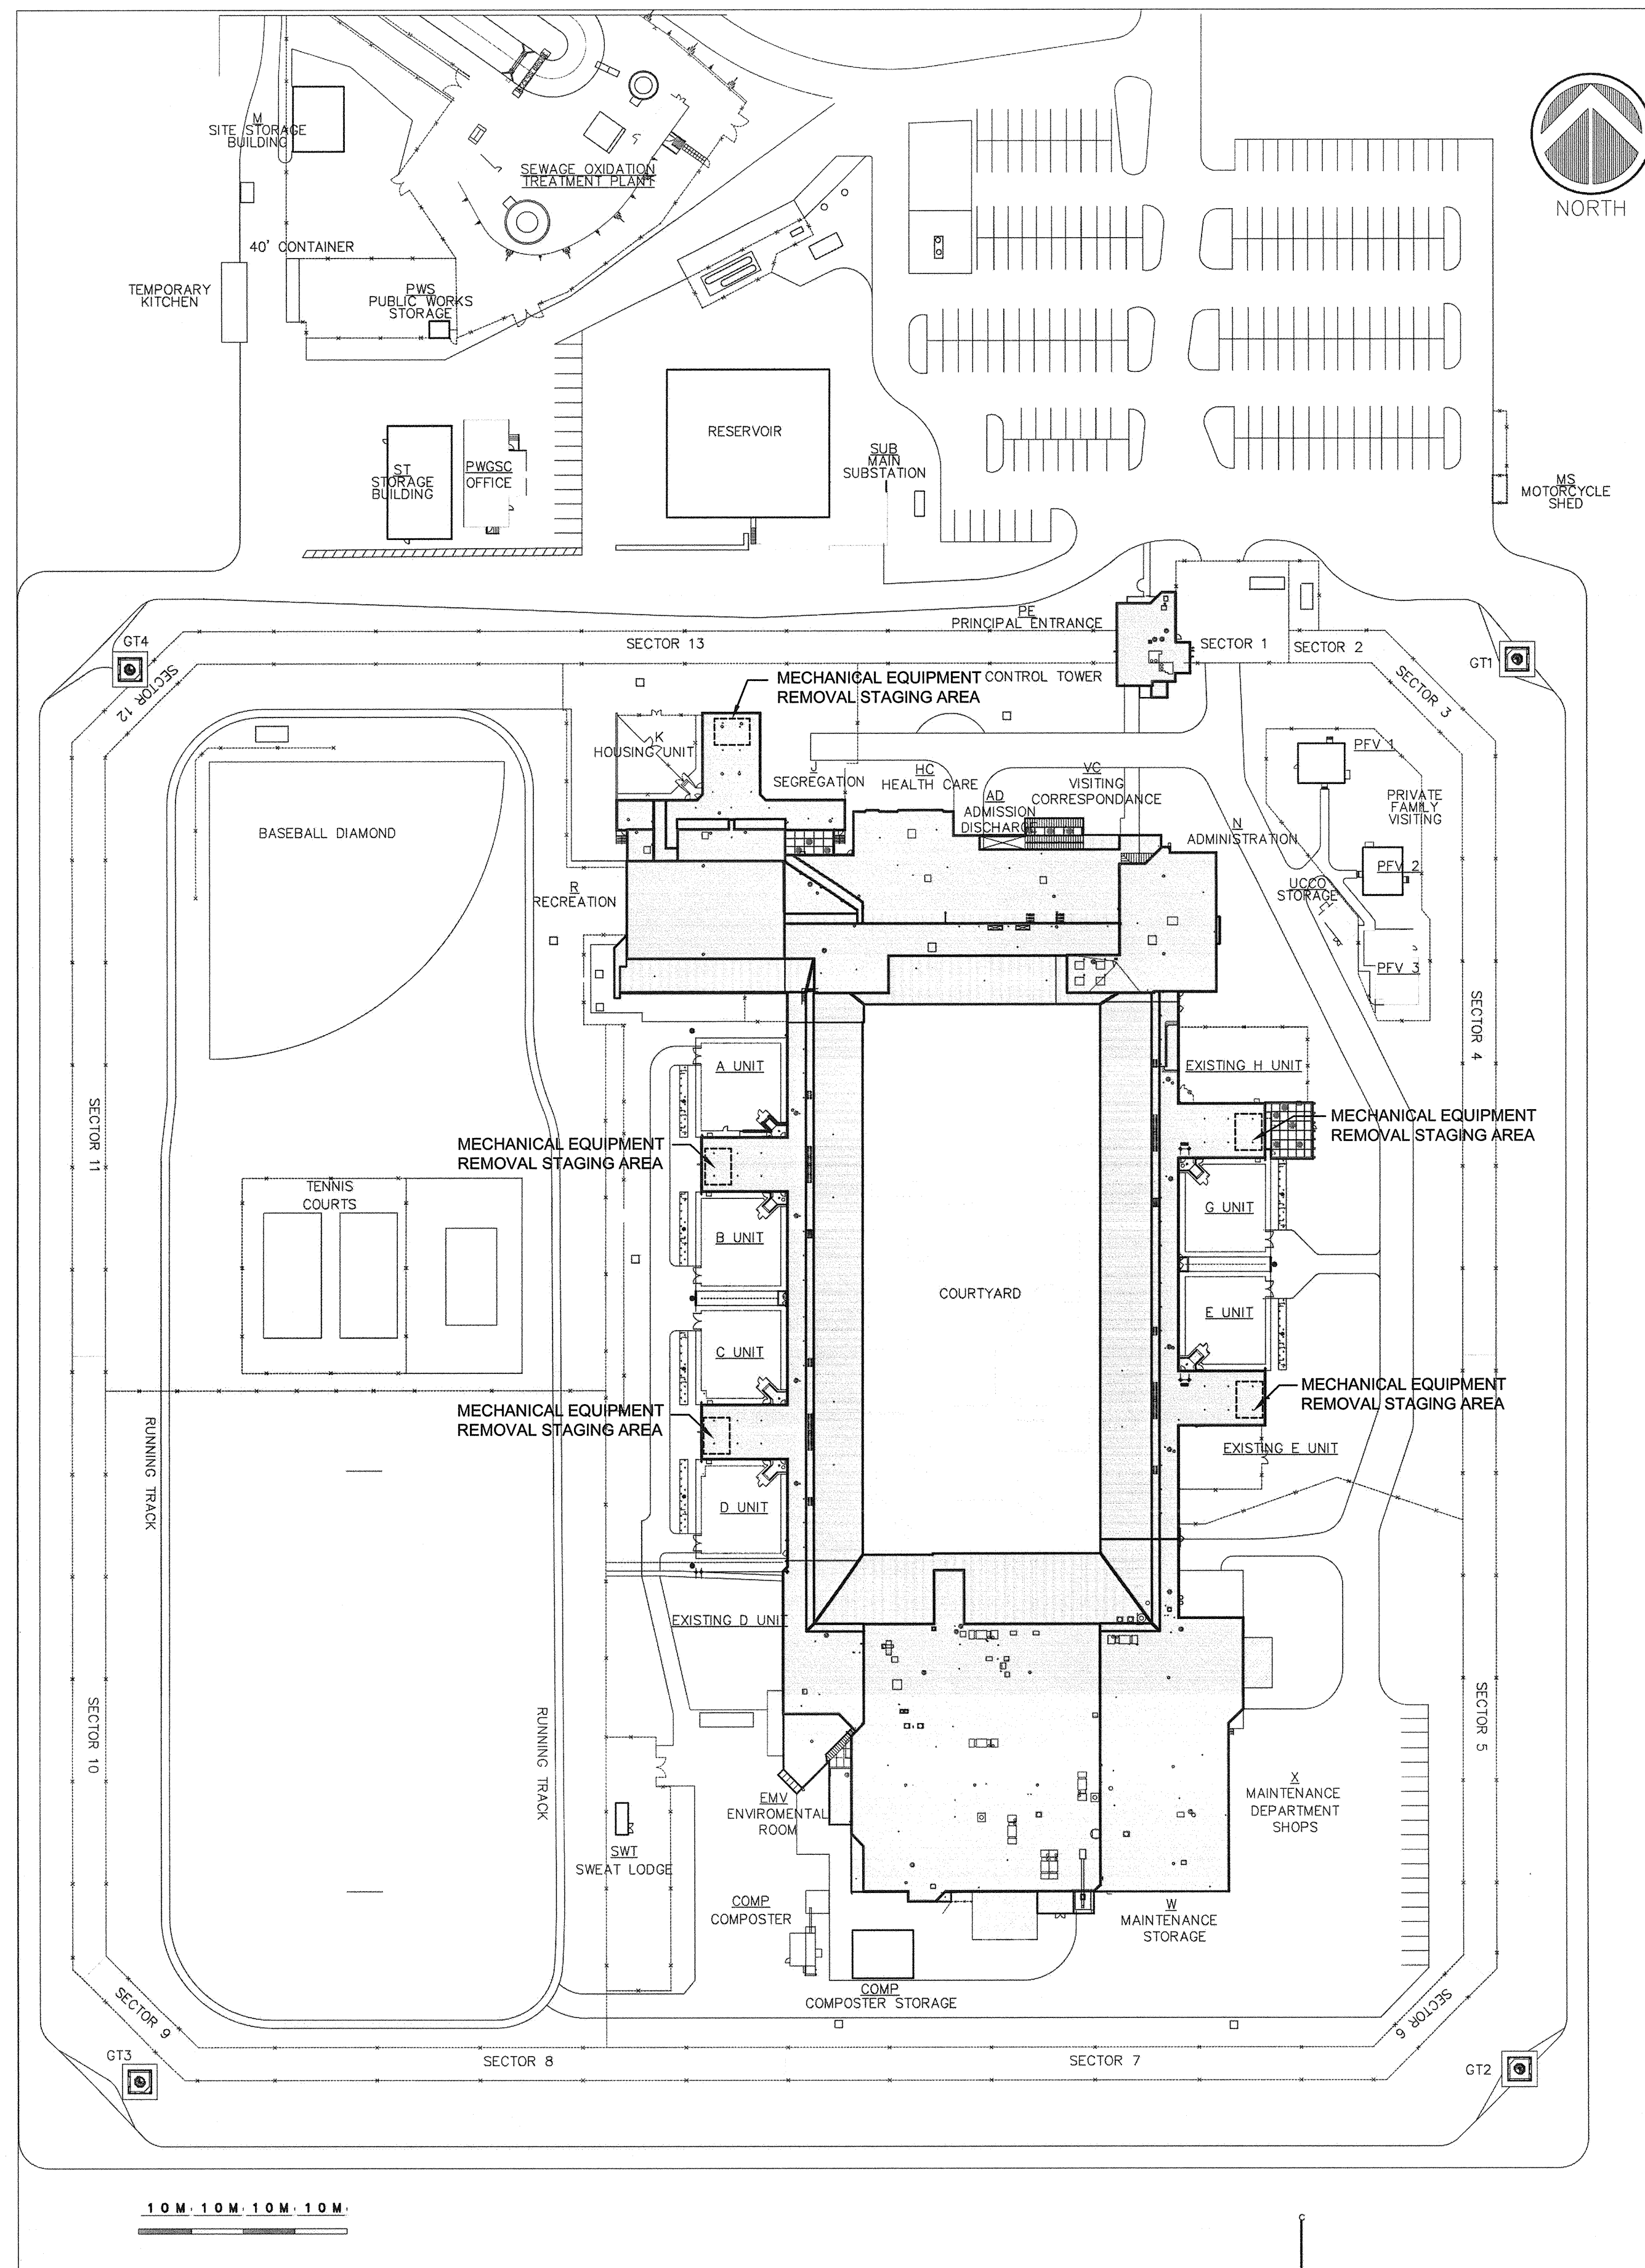 M
SITE STORAGE
BUILDING
SEWAGE OXIDATION
TREATMENT PLANT
NORTH
40' CONTAINER
TEMPORARY
KITCHEN
PWS
PUBLIC WORKS
STORAGE
RESERVOIR
SUB
MAIN
SUBSTATION
ST
STORAGE
BUILDING
PWGSC
OFFICE
MS
MOTORCYCLE
SHED
PE
PRINCIPAL ENTRANCE
GT4
SECTOR 13
SECTOR 1
SECTOR 2
GT1
SECTOR 12
SECTOR 3
MECHANICAL EQUIPMENT
REMOVAL STAGING AREA
CONTROL TOWER
K
HOUSING UNIT
J
SEGREGATION
HC
HEALTH CARE
AD
ADMISSION
DISCHARGE
VC
VISITING
CORRESPONDANCE
N
ADMINISTRATION
PFV 1
PRIVATE
FAMILY
VISITING
PFV 2
UCCO
STORAGE
PFV 3
BASEBALL DIAMOND
R
RECREATION
SECTOR 4
SECTOR 11
A UNIT
EXISTING H UNIT
MECHANICAL EQUIPMENT
REMOVAL STAGING AREA
MECHANICAL EQUIPMENT
REMOVAL STAGING AREA
TENNIS
COURTS
B UNIT
G UNIT
COURTYARD
E UNIT
C UNIT
MECHANICAL EQUIPMENT
REMOVAL STAGING AREA
MECHANICAL EQUIPMENT
REMOVAL STAGING AREA
EXISTING E UNIT
RUNNING TRACK
D UNIT
EXISTING D UNIT
SECTOR 10
RUNNING TRACK
SECTOR 5
EMV
ENVIROMENTAL
ROOM
X
MAINTENANCE
DEPARTMENT
SHOPS
SWT
SWEAT LODGE
COMP
COMPOSTER
W
MAINTENANCE
STORAGE
COMP
COMPOSTER STORAGE
SECTOR 9
SECTOR 6
GT3
SECTOR 8
SECTOR 7
GT2
10M 10M 10M 10M
C